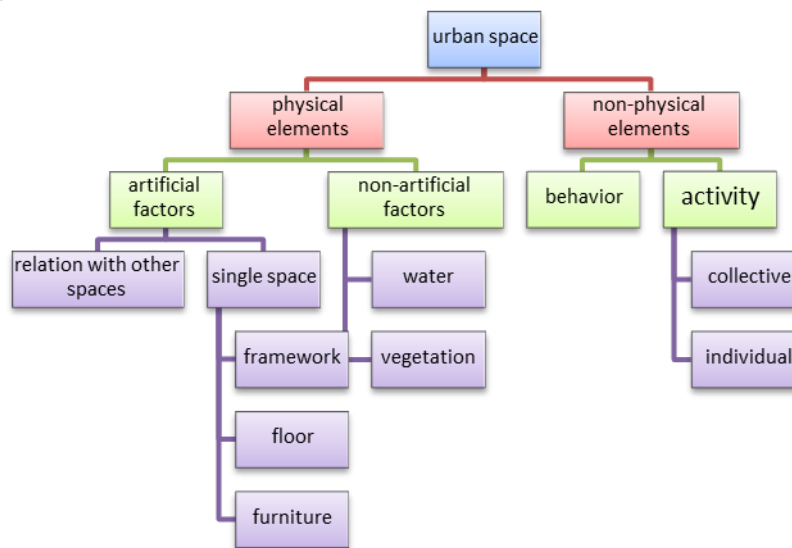 urban space
physical
elements
non-physical
elements
artificial
factors
non-artificial
factors
behavior
activity
relation with other
spaces
single space
water
collective
framework
vegetation
individual
floor
furniture